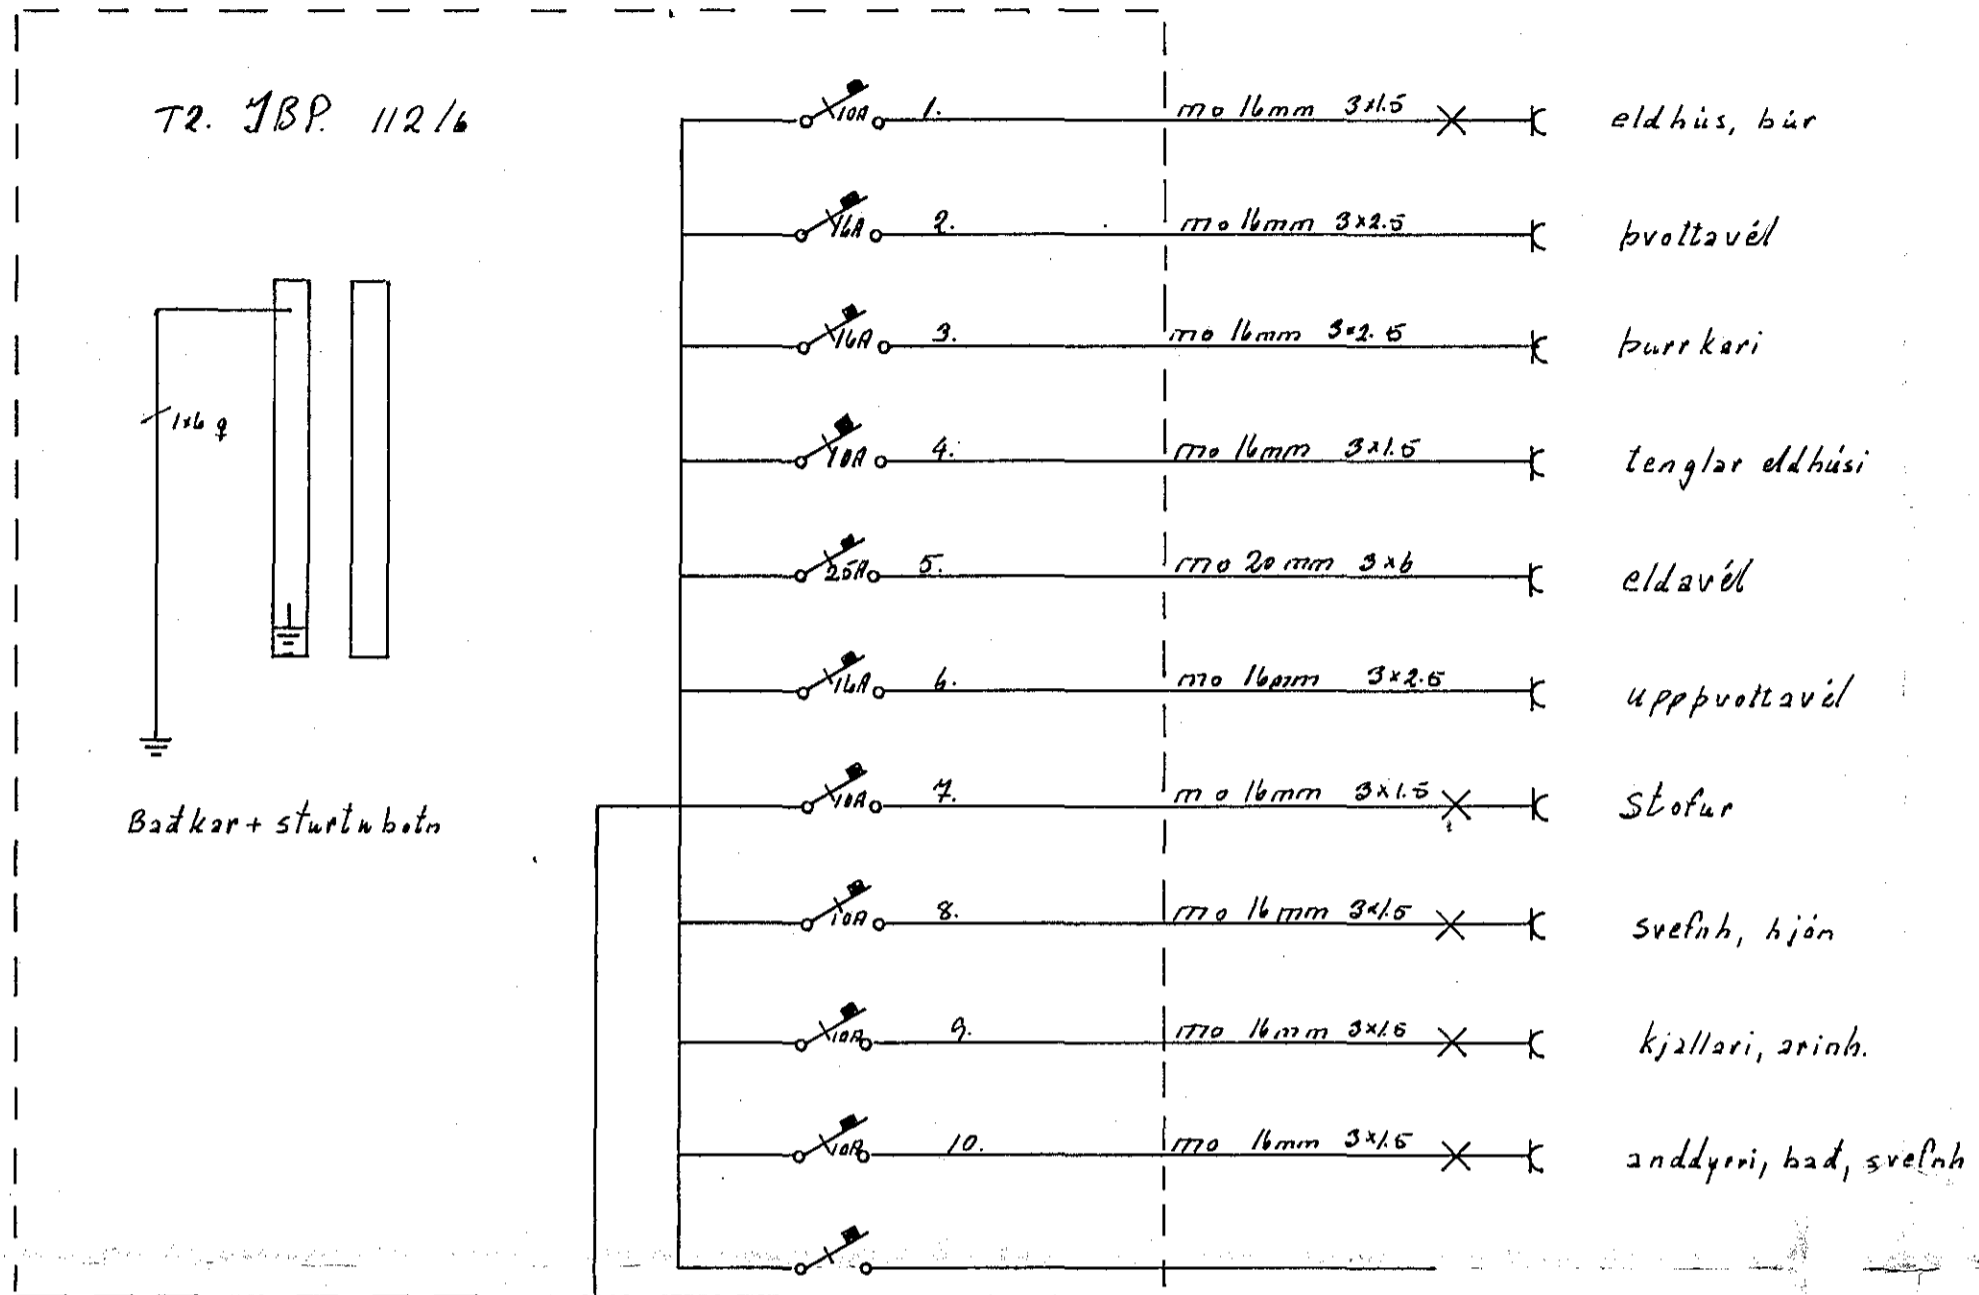 T2. JBP. 112/6
10A 1. mo 16mm 3x1.5 eldhús, búr
16A 2. mo 16mm 3x2.5 þvottavél
16A 3. mo 16mm 3x2.5 þurrkari
1x6 q
10A 4. mo 16mm 3x1.5 tenglar eldhúsi
25A 5. mo 20mm 3x6 eldavél
16A 6. mo 16mm 3x2.5 uppþvottavél
10A 7. mo 16mm 3x1.5 Stofur
Baðkar + sturtubotn
10A 8. mo 16mm 3x1.5 svefnh, hjón
10A 9. mo 16mm 3x1.5 kjallari, arinh.
10A 10. mo 16mm 3x1.5 anddyrri, bað, svefnh